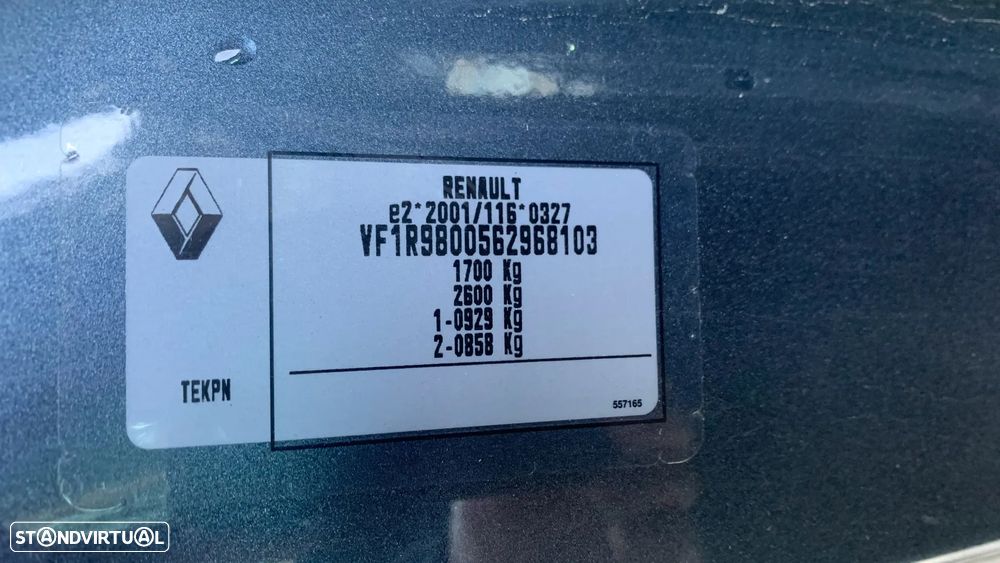 RENAULT
e2*2001/116*0327
VF1R9800562968103
1700 Kg
2600 Kg
1-0929 Kg
2-0858 Kg
TEKPN
557165
STANDVIRTUAL